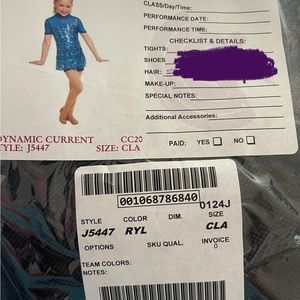 CLASS/Day/Time:
PERFORMANCE DATE:
PERFORMANCE TIME:
CHECKLIST & DETAILS:
TIGHTS:
SHOES
HAIR:
MAKE-UP:
SPECIAL NOTES:
Additional Accessories:
PAID: YES NO
DYNAMIC CURRENT CC20
STYLE: J5447 SIZE: CLA
001068786840
0124J
STYLE COLOR DIM. SIZE
J5447 RYL CLA
OPTIONS SKU QUAL. INVOICE
0
TEAM COLORS:
NOTES: